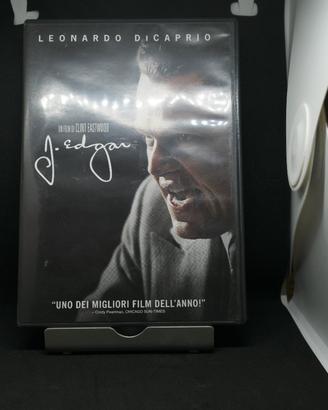 LEONARDO DiCAPRIO
UN FILM DI CLINT EASTWOOD
J. Edgar
"UNO DEI MIGLIORI FILM DELL'ANNO!"
– Cindy Pearlman, CHICAGO SUN-TIMES